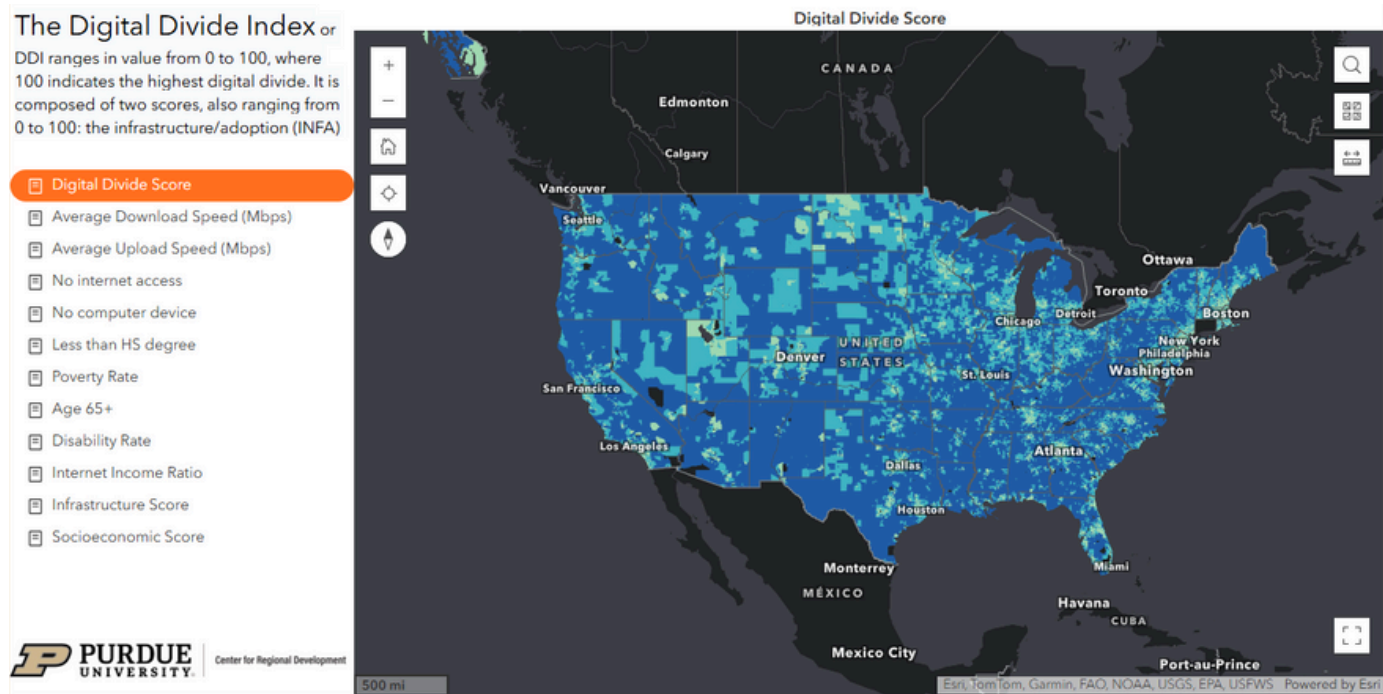 The Digital Divide Index or
DDI ranges in value from 0 to 100, where
100 indicates the highest digital divide. It is
composed of two scores, also ranging from
0 to 100: the infrastructure/adoption (INFA)
Digital Divide Score
Average Download Speed (Mbps)
Average Upload Speed (Mbps)
No internet access
No computer device
Less than HS degree
Poverty Rate
Age 65+
Disability Rate
Internet Income Ratio
Infrastructure Score
Socioeconomic Score
PURDUE
UNIVERSITY
Center for Regional Development
Digital Divide Score
CANADA
Edmonton
Calgary
Vancouver
Seattle
Ottawa
Toronto
Boston
Chicago
Detroit
New York
UNITED
STATES
Denver
Philadelphia
Washington
St. Louis
San Francisco
Los Angeles
Atlanta
Dallas
Houston
Monterrey
Miami
MÉXICO
Havana
CUBA
Mexico City
Port-au-Prince
500 mi
Esri, TomTom, Garmin, FAO, NOAA, USGS, EPA, USFWS Powered by Esri